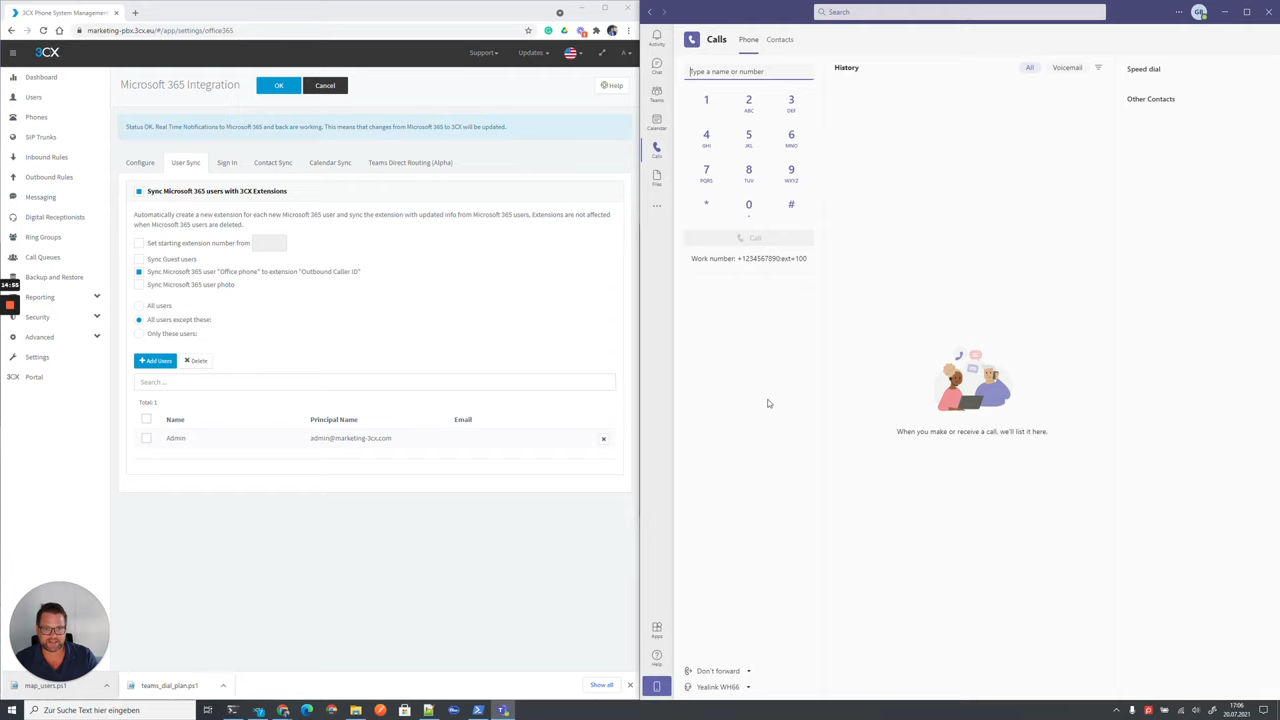 3CX Phone System Management
marketing-pbx.3cx.eu/#/app/settings/office365
3CX
Support
Updates
A
Dashboard
Users
Phones
SIP Trunks
Inbound Rules
Outbound Rules
Messaging
Digital Receptionists
Ring Groups
Call Queues
Backup and Restore
14:55
Reporting
Security
Advanced
Settings
3CX Portal
Microsoft 365 Integration
OK
Cancel
Help
Status OK. Real Time Notifications to Microsoft 365 and back are working. This means that changes from Microsoft 365 to 3CX will be updated.
Configure
User Sync
Sign In
Contact Sync
Calendar Sync
Teams Direct Routing (Alpha)
Sync Microsoft 365 users with 3CX Extensions
Automatically create a new extension for each new Microsoft 365 user and sync the extension with updated info from Microsoft 365 users. Extensions are not affected
when Microsoft 365 users are deleted.
Set starting extension number from
Sync Guest users
Sync Microsoft 365 user "Office phone" to extension "Outbound Caller ID"
Sync Microsoft 365 user photo
All users
All users except these:
Only these users:
+ Add Users
Delete
Search ...
Total: 1
Name
Principal Name
Email
Admin
admin@marketing-3cx.com
map_users.ps1
teams_dial_plan.ps1
Show all
Search
GB
Activity
Chat
Teams
Calendar
Calls
Files
Apps
Help
Calls
Phone
Contacts
Type a name or number
1
2
ABC
3
DEF
4
GHI
5
JKL
6
MNO
7
PQRS
8
TUV
9
WXYZ
*
0
+
#
Call
Work number: +1234567890;ext=100
History
All
Voicemail
When you make or receive a call, we'll list it here.
Speed dial
Other Contacts
Don't forward
Yealink WH66
Zur Suche Text hier eingeben
17:06
20.07.2021